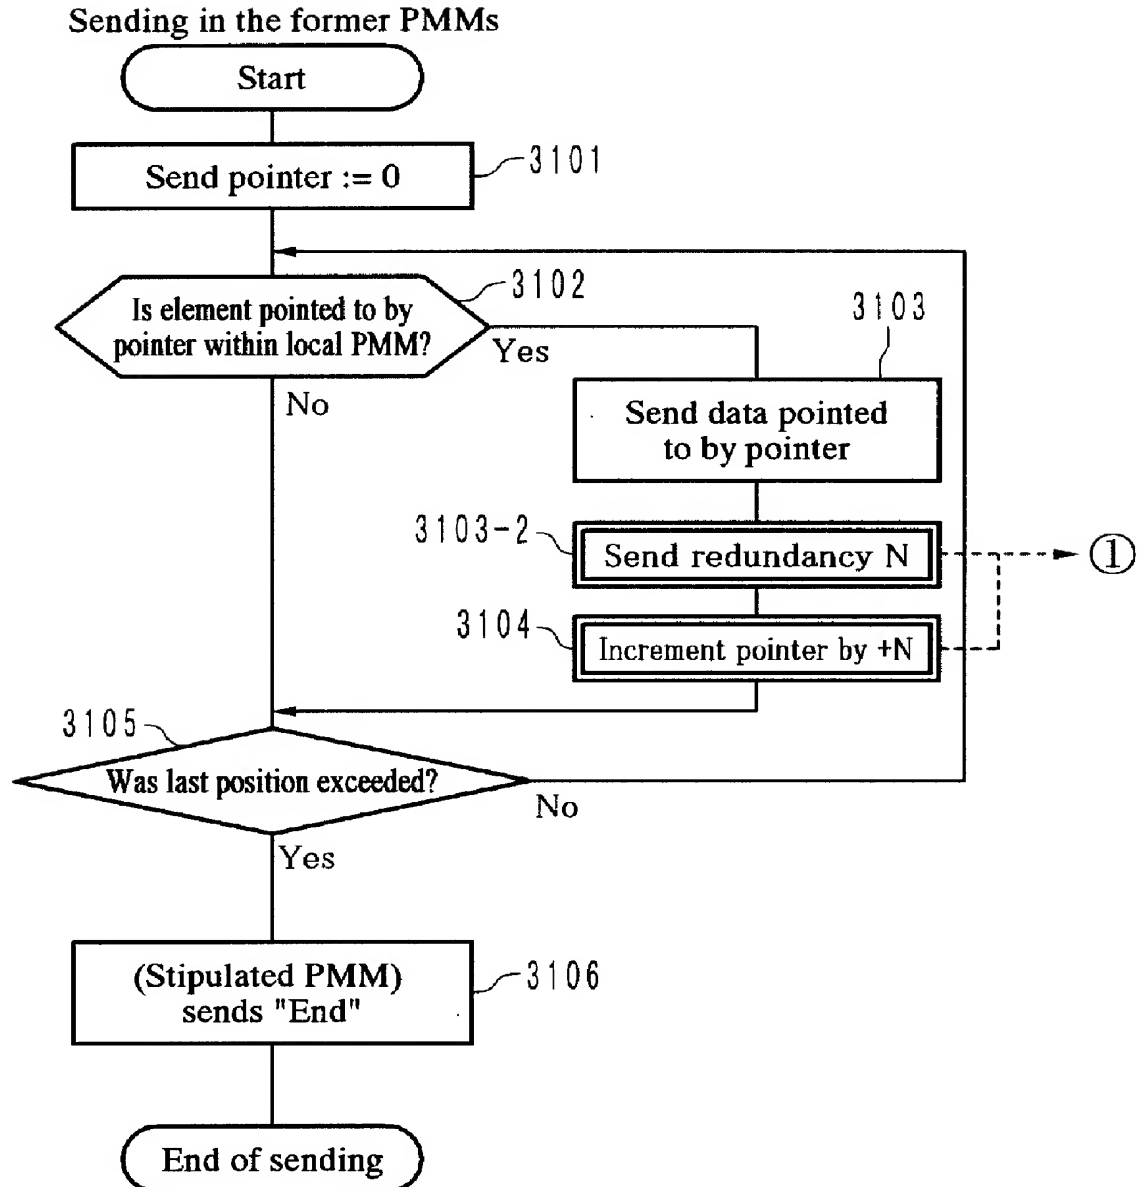 Sending in the former PMMs
Start
3101
Send pointer := 0
3102
Is element pointed to by
pointer within local PMM?
Yes
No
3103
Send data pointed
to by pointer
3103-2
Send redundancy N
①
3104
Increment pointer by +N
3105
Was last position exceeded?
No
Yes
(Stipulated PMM)
sends "End"
3106
End of sending